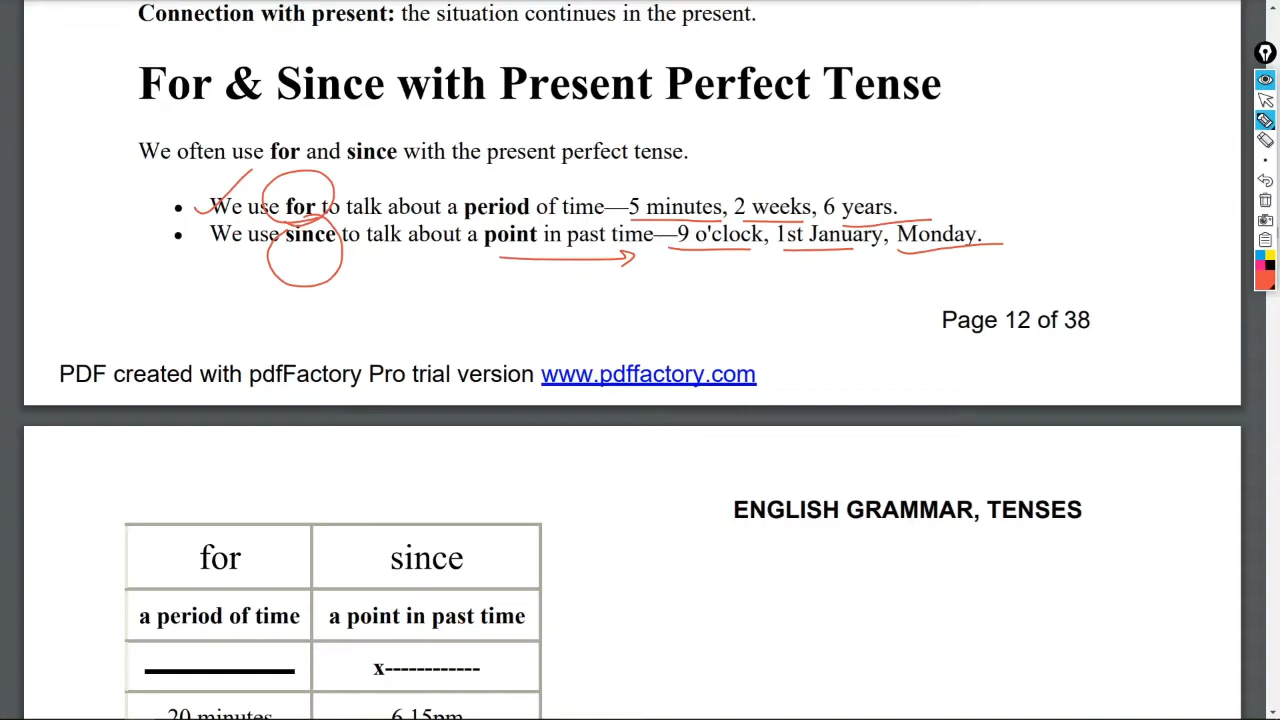 Connection with present: the situation continues in the present.
For & Since with Present Perfect Tense
We often use for and since with the present perfect tense.
• We use for to talk about a period of time—5 minutes, 2 weeks, 6 years.
• We use since to talk about a point in past time—9 o'clock, 1st January, Monday.
Page 12 of 38
PDF created with pdfFactory Pro trial version www.pdffactory.com
ENGLISH GRAMMAR, TENSES
for since
a period of time a point in past time
x------------
20 minutes 6.15pm